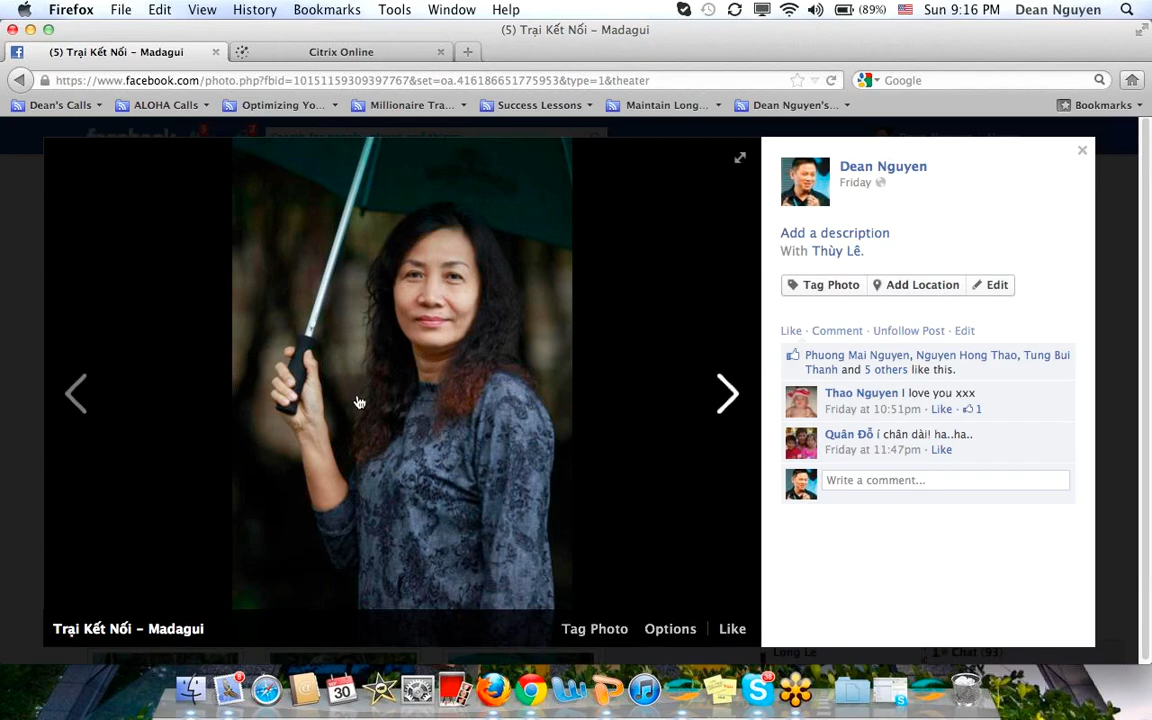 Firefox File Edit View History Bookmarks Tools Window Help (89%) Sun 9:16 PM Dean Nguyen
(5) Trại Kết Nối – Madagui
(5) Trại Kết Nối – Madagui Citrix Online
https://www.facebook.com/photo.php?fbid=10151159309397767&set=oa.416186651775953&type=1&theater Google
Dean's Calls ALOHA Calls Optimizing Yo... Millionaire Tra... Success Lessons Maintain Long... Dean Nguyen's... Bookmarks
Dean Nguyen
Friday
Add a description
With Thùy Lê.
Tag Photo Add Location Edit
Like · Comment · Unfollow Post · Edit
Phuong Mai Nguyen, Nguyen Hong Thao, Tung Bui
Thanh and 5 others like this.
Thao Nguyen I love you xxx
Friday at 10:51pm · Like · 1
Quân Đỗ í chân dài! ha..ha..
Friday at 11:47pm · Like
Write a comment...
Trại Kết Nối – Madagui Tag Photo Options Like
Long Le Chat (93)
30